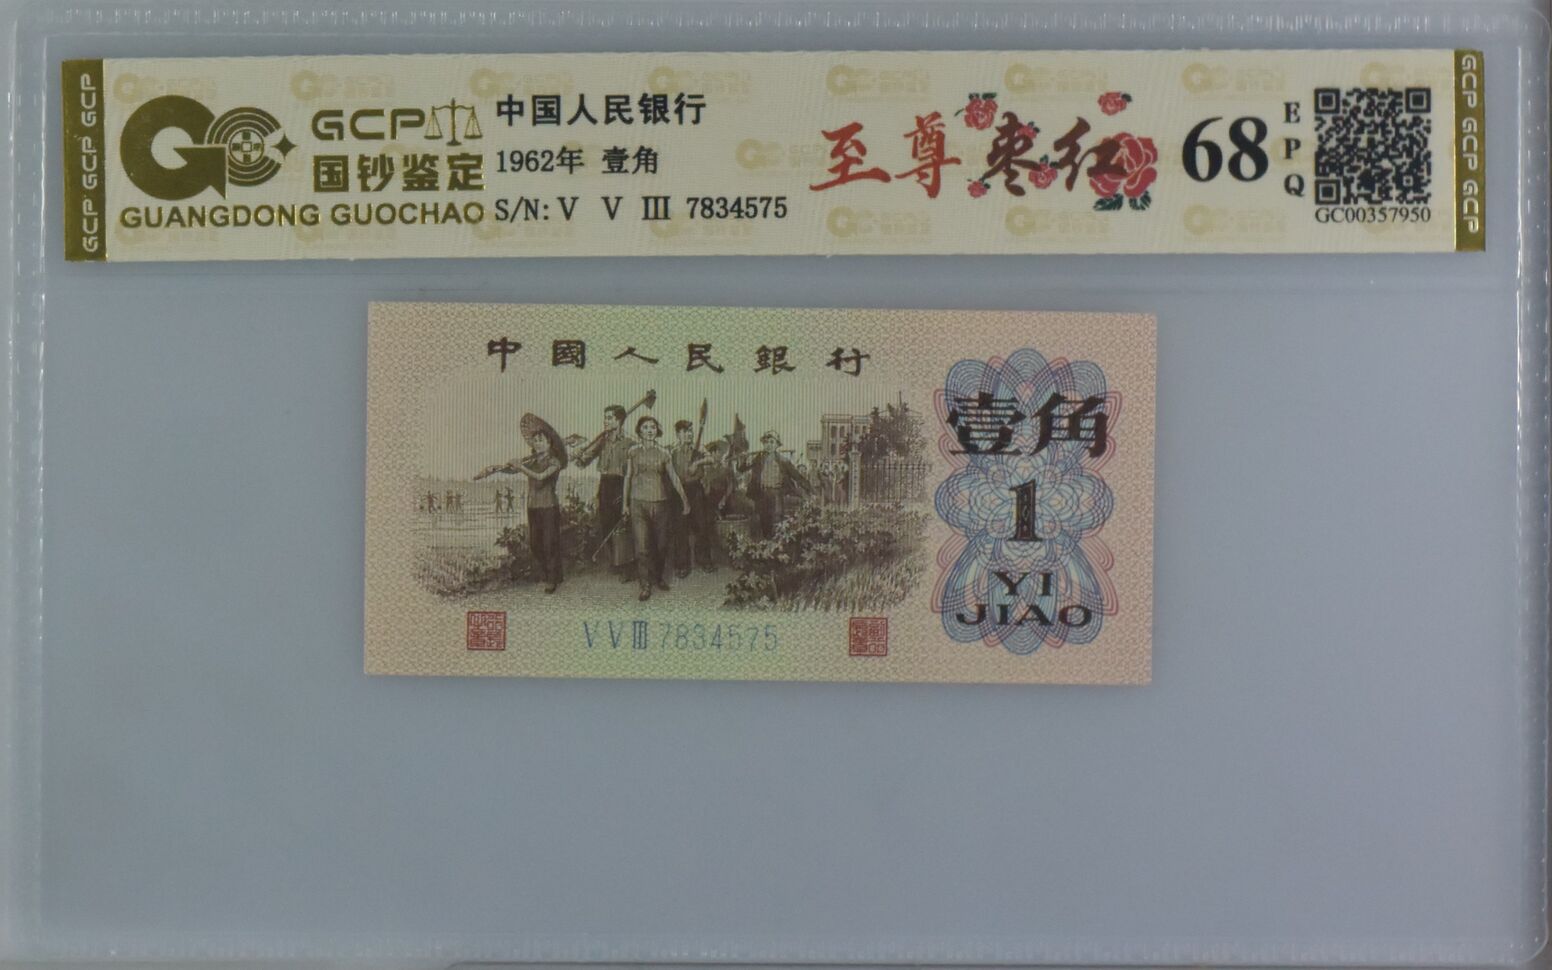 GCP GCP GCP
GCP
国钞鉴定
GUANGDONG GUOCHAO
中国人民银行
1962年 壹角
S/N: V V III 7834575
至尊枣红
68
EPQ
GC00357950
GCP GCP GCP
中國人民銀行
壹角
1
YI
JIAO
V V III 7834575